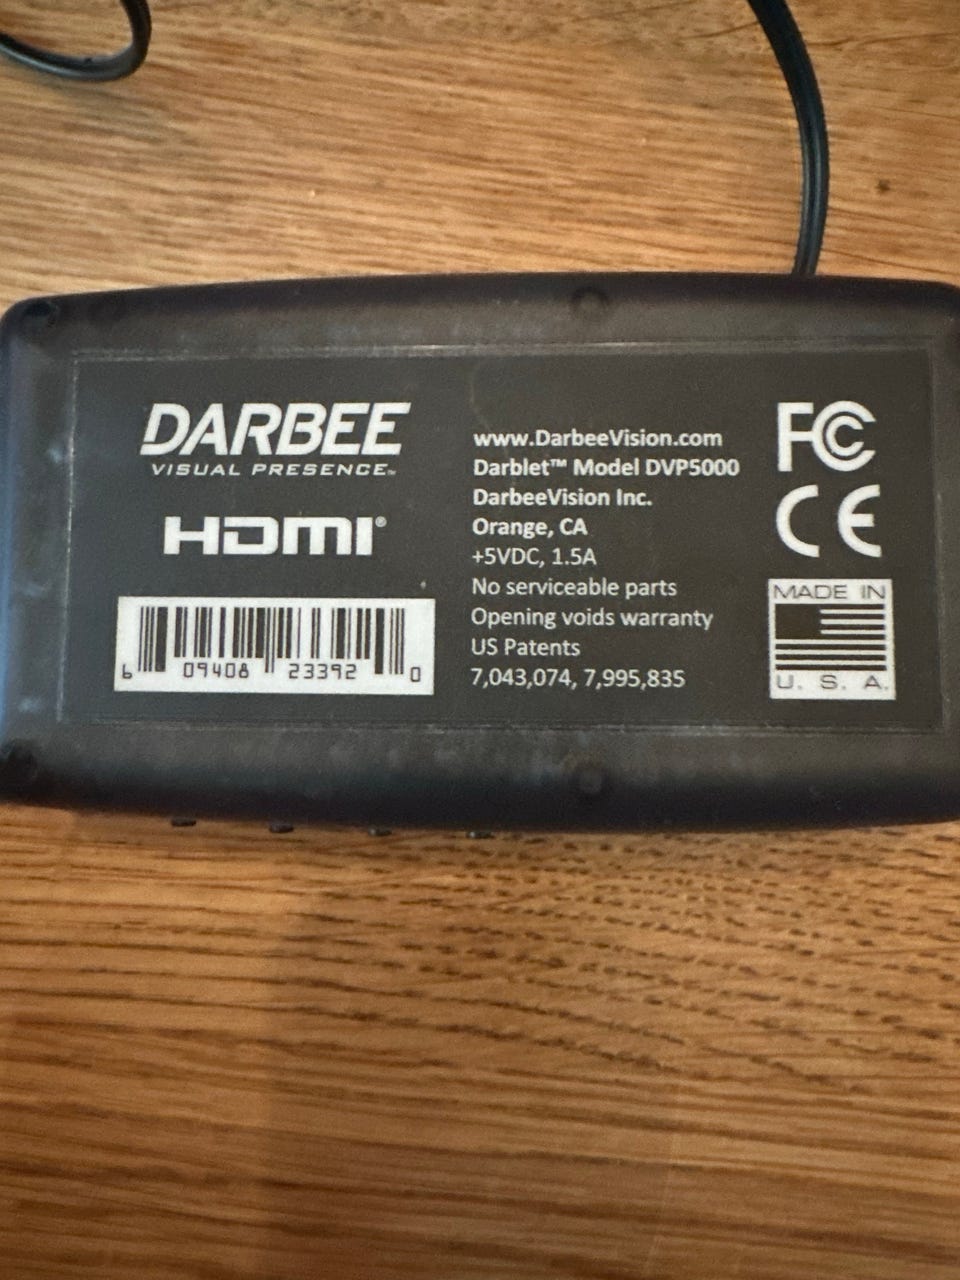 DARBEE
VISUAL PRESENCE™
HDMI®
6 09408 23392 0
www.DarbeeVision.com
Darblet™ Model DVP5000
DarbeeVision Inc.
Orange, CA
+5VDC, 1.5A
No serviceable parts
Opening voids warranty
US Patents
7,043,074, 7,995,835
FC
CE
MADE IN
U. S. A.